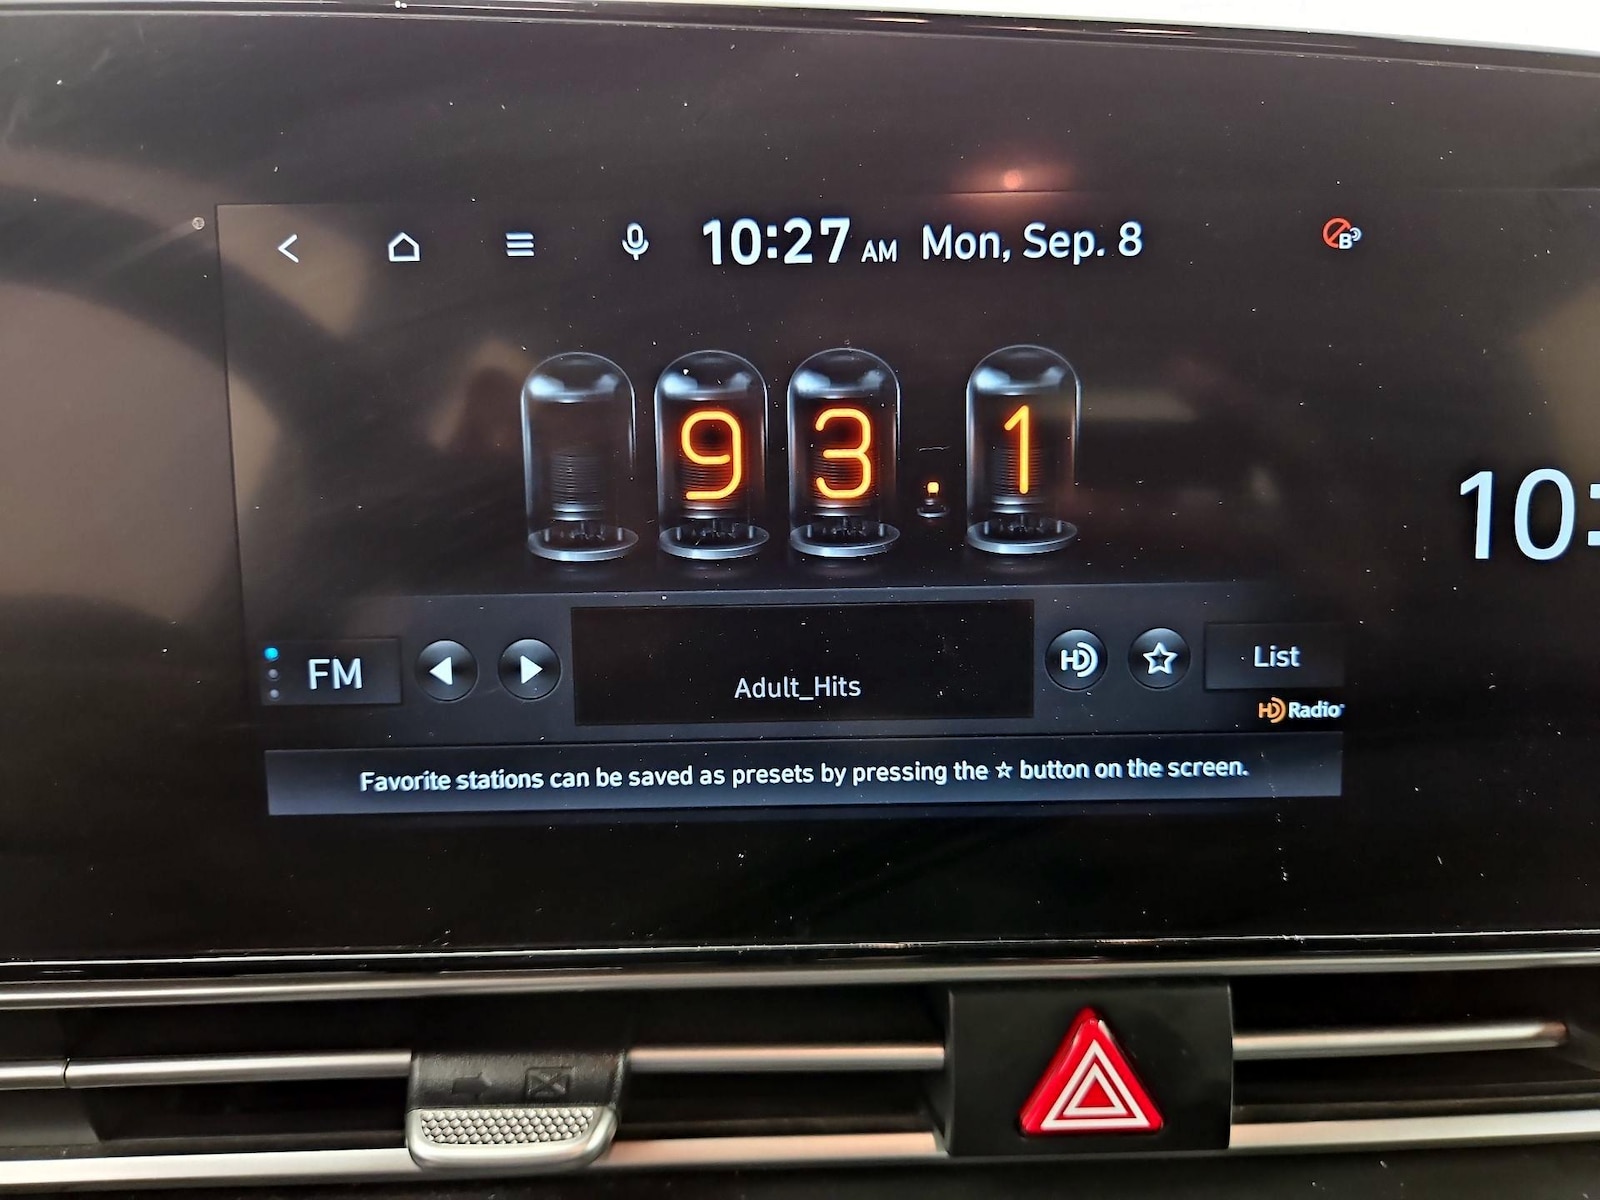 10:27 AM Mon, Sep. 8
B
93.1
10:
FM
Adult_Hits
HD
List
HD Radio
Favorite stations can be saved as presets by pressing the ☆ button on the screen.